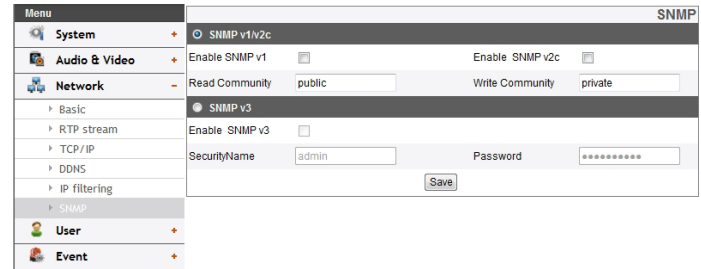 Menu
System +
Audio & Video +
Network -
Basic
RTP stream
TCP/IP
DDNS
IP filtering
SNMP
User +
Event +
SNMP
SNMP v1/v2c
Enable SNMP v1 Enable SNMP v2c
Read Community public Write Community private
SNMP v3
Enable SNMP v3
SecurityName admin Password ●●●●●●●●●●
Save